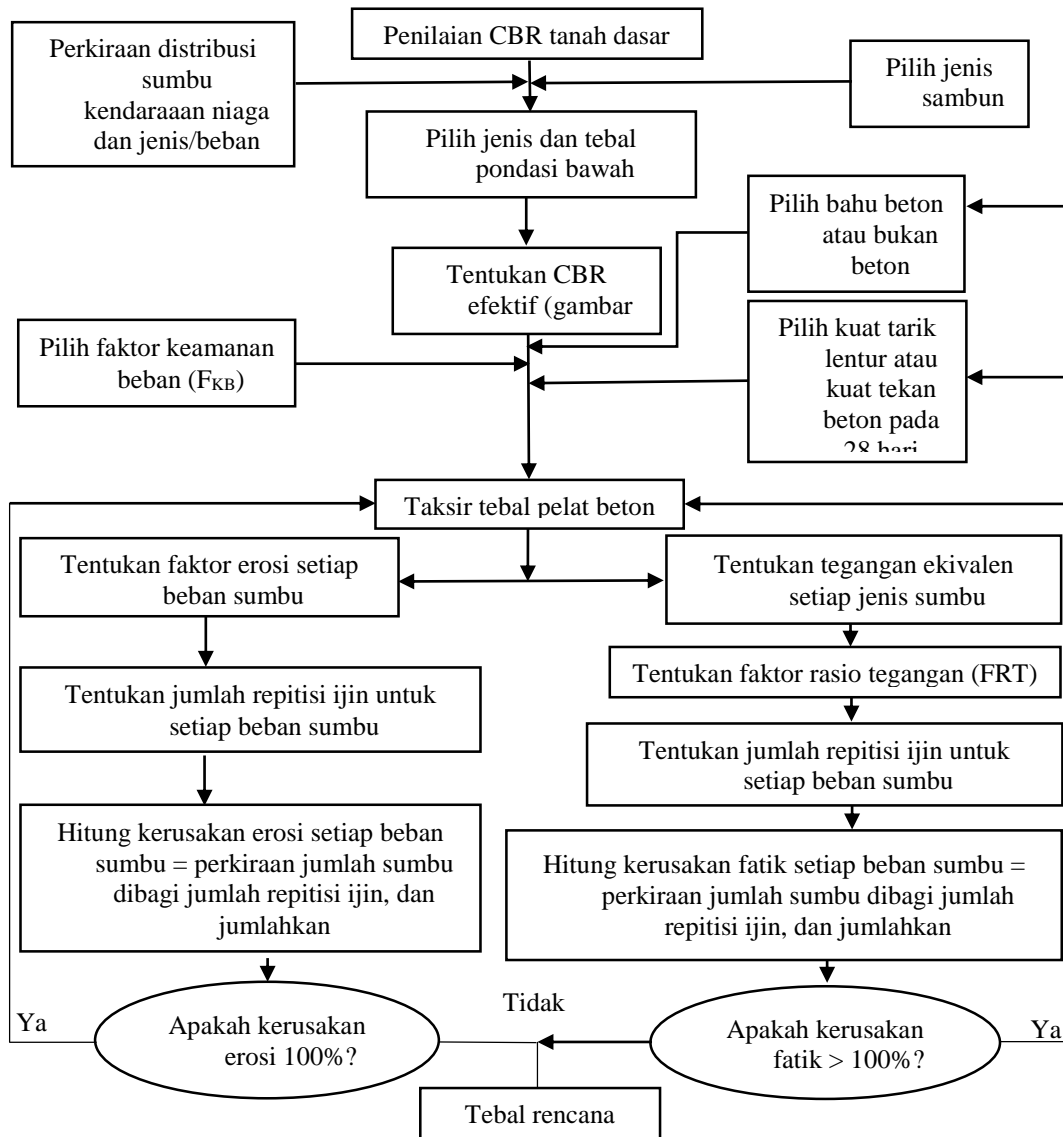 Penilaian CBR tanah dasar
Perkiraan distribusi
sumbu
kendaraaan niaga
dan jenis/beban
Pilih jenis
sambun
Pilih jenis dan tebal
pondasi bawah
Pilih bahu beton
atau bukan
beton
Tentukan CBR
efektif (gambar
Pilih faktor keamanan
beban (FKB)
Pilih kuat tarik
lentur atau
kuat tekan
beton pada
28 hari
Taksir tebal pelat beton
Tentukan faktor erosi setiap
beban sumbu
Tentukan tegangan ekivalen
setiap jenis sumbu
Tentukan faktor rasio tegangan (FRT)
Tentukan jumlah repitisi ijin untuk
setiap beban sumbu
Tentukan jumlah repitisi ijin untuk
setiap beban sumbu
Hitung kerusakan erosi setiap beban
sumbu = perkiraan jumlah sumbu
dibagi jumlah repitisi ijin, dan
jumlahkan
Hitung kerusakan fatik setiap beban sumbu =
perkiraan jumlah sumbu dibagi jumlah
repitisi ijin, dan jumlahkan
Ya
Apakah kerusakan
erosi 100%?
Tidak
Apakah kerusakan
fatik > 100%?
Ya
Tebal rencana